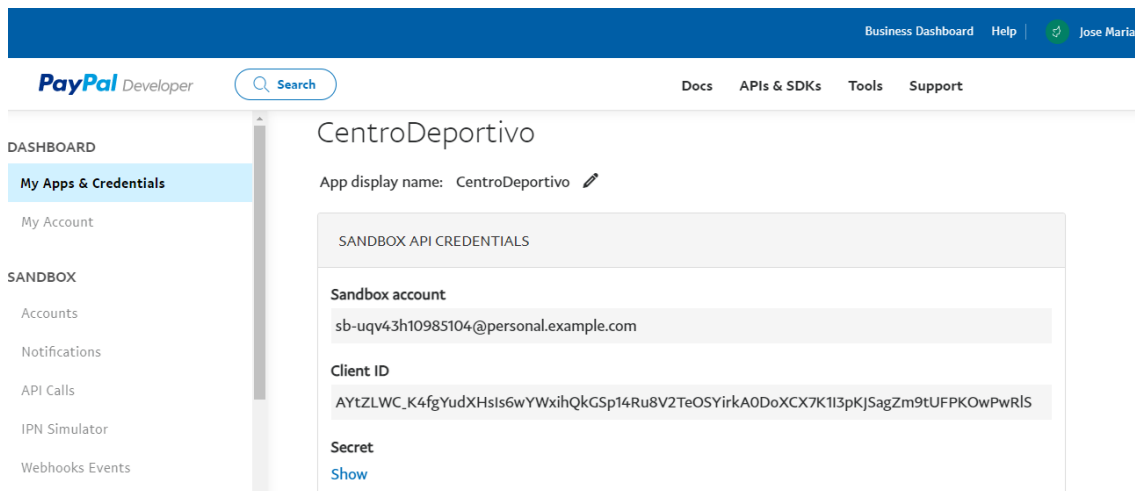 Business Dashboard Help Jose Maria
PayPal Developer Search Docs APIs & SDKs Tools Support
DASHBOARD
My Apps & Credentials
My Account
SANDBOX
Accounts
Notifications
API Calls
IPN Simulator
Webhooks Events
CentroDeportivo
App display name: CentroDeportivo
SANDBOX API CREDENTIALS
Sandbox account
sb-uqv43h10985104@personal.example.com
Client ID
AYtZLWC_K4fgYudXHsIs6wYWxihQkGSp14Ru8V2TeOSYirkA0DoXCX7K1I3pKJSagZm9tUFPKOwPwRlS
Secret
Show